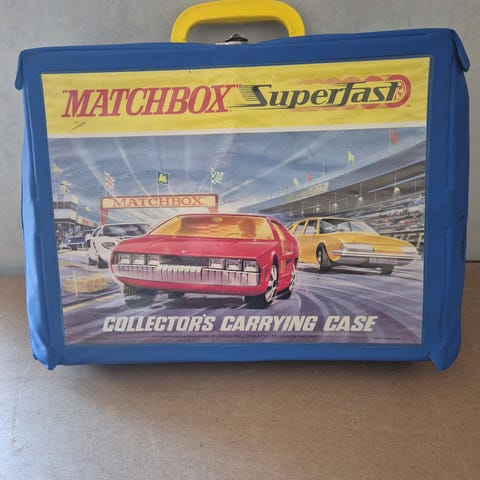 "MATCHBOX" Superfast
MATCHBOX
COLLECTOR'S CARRYING CASE